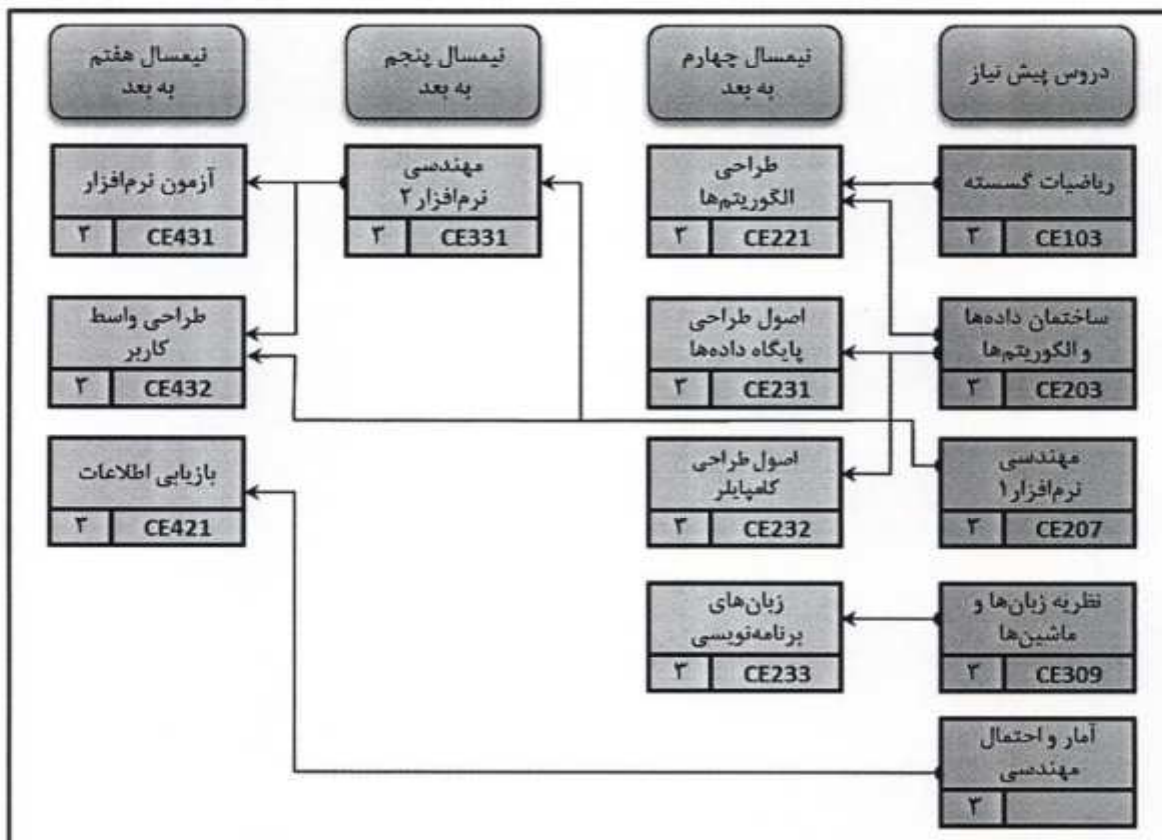 دروس پیش نیاز
نیمسال چهارم
به بعد
نیمسال پنجم
به بعد
نیمسال هفتم
به بعد
ریاضیات گسسته
CE103 ۳
طراحی
الگوریتم‌ها
CE221 ۳
مهندسی
نرم‌افزار ۲
CE331 ۳
آزمون نرم‌افزار
CE431 ۳
ساختمان داده‌ها
و الگوریتم‌ها
CE203 ۳
اصول طراحی
پایگاه داده‌ها
CE231 ۳
طراحی واسط
کاربر
CE432 ۳
مهندسی
نرم‌افزار ۱
CE207 ۳
اصول طراحی
کامپایلر
CE232 ۳
بازیابی اطلاعات
CE421 ۳
نظریه زبان‌ها و
ماشین‌ها
CE309 ۳
زبان‌های
برنامه‌نویسی
CE233 ۳
آمار و احتمال
مهندسی
۳